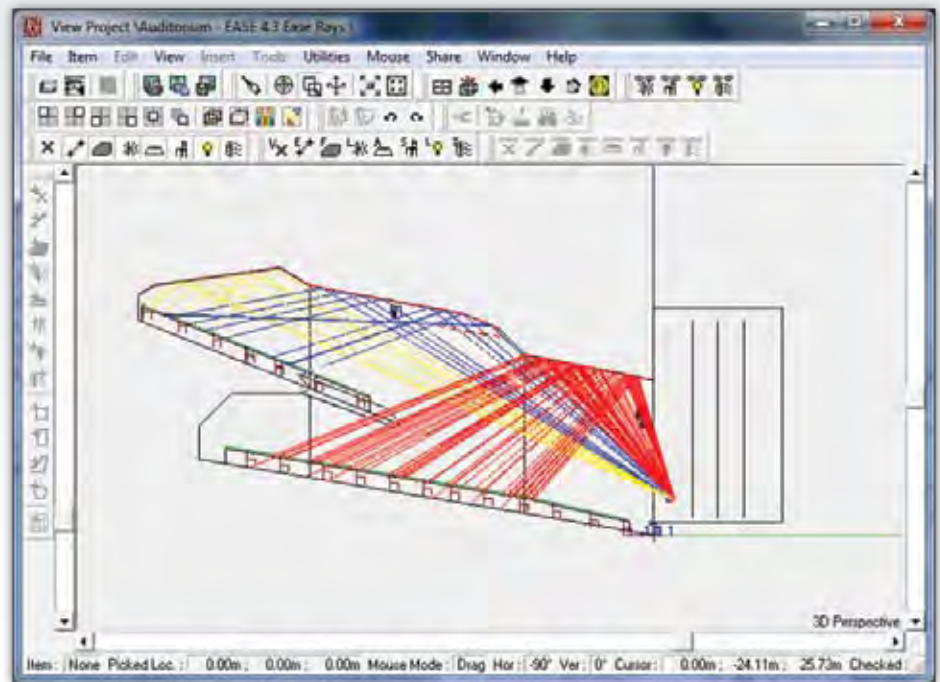 View Project \Auditorium - EASE 4.3 Ease Rays
File Item Edit View Insert Tools Utilities Mouse Share Window Help
1
3D Perspective
Item : None Picked Loc. : 0.00m ; 0.00m ; 0.00m Mouse Mode : Drag Hor : -90° Ver : 0° Cursor : 0.00m ; -24.11m ; 25.73m Checked :